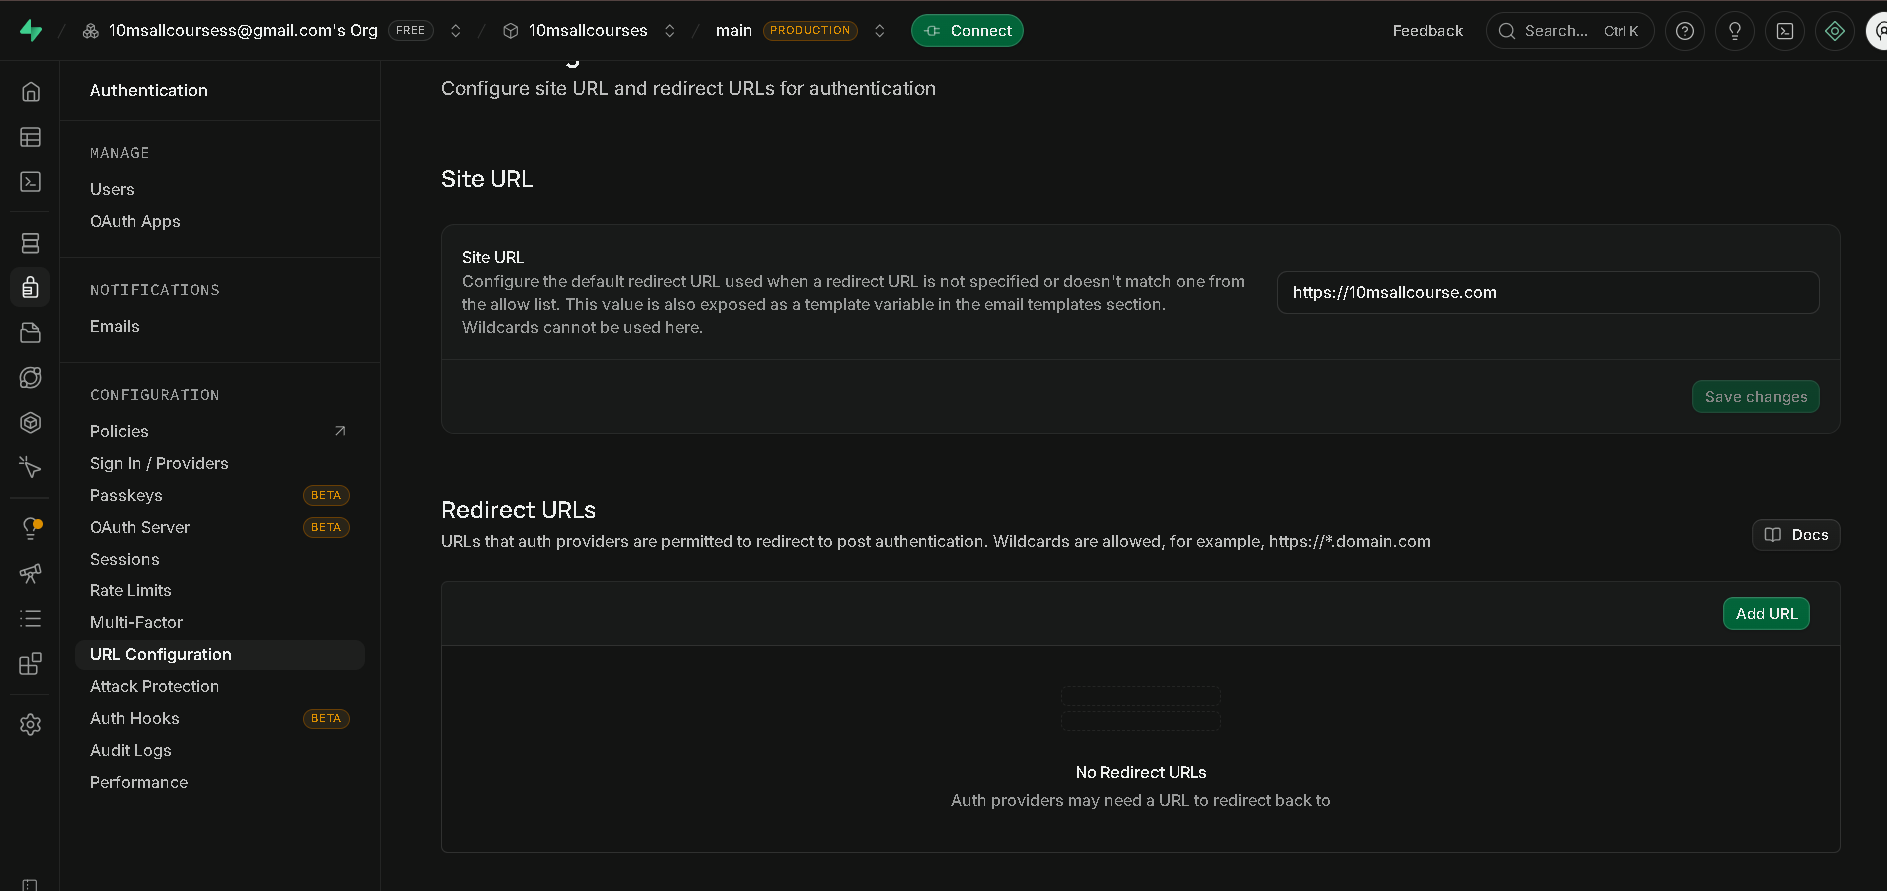 10msallcoursess@gmail.com's Org FREE / 10msallcourses / main PRODUCTION Connect Feedback Search... Ctrl K
Authentication
MANAGE
Users
OAuth Apps
NOTIFICATIONS
Emails
CONFIGURATION
Policies
Sign In / Providers
Passkeys BETA
OAuth Server BETA
Sessions
Rate Limits
Multi-Factor
URL Configuration
Attack Protection
Auth Hooks BETA
Audit Logs
Performance
Configure site URL and redirect URLs for authentication
Site URL
Site URL
Configure the default redirect URL used when a redirect URL is not specified or doesn't match one from
the allow list. This value is also exposed as a template variable in the email templates section.
Wildcards cannot be used here.
https://10msallcourse.com
Save changes
Redirect URLs
URLs that auth providers are permitted to redirect to post authentication. Wildcards are allowed, for example, https://*.domain.com
Docs
Add URL
No Redirect URLs
Auth providers may need a URL to redirect back to